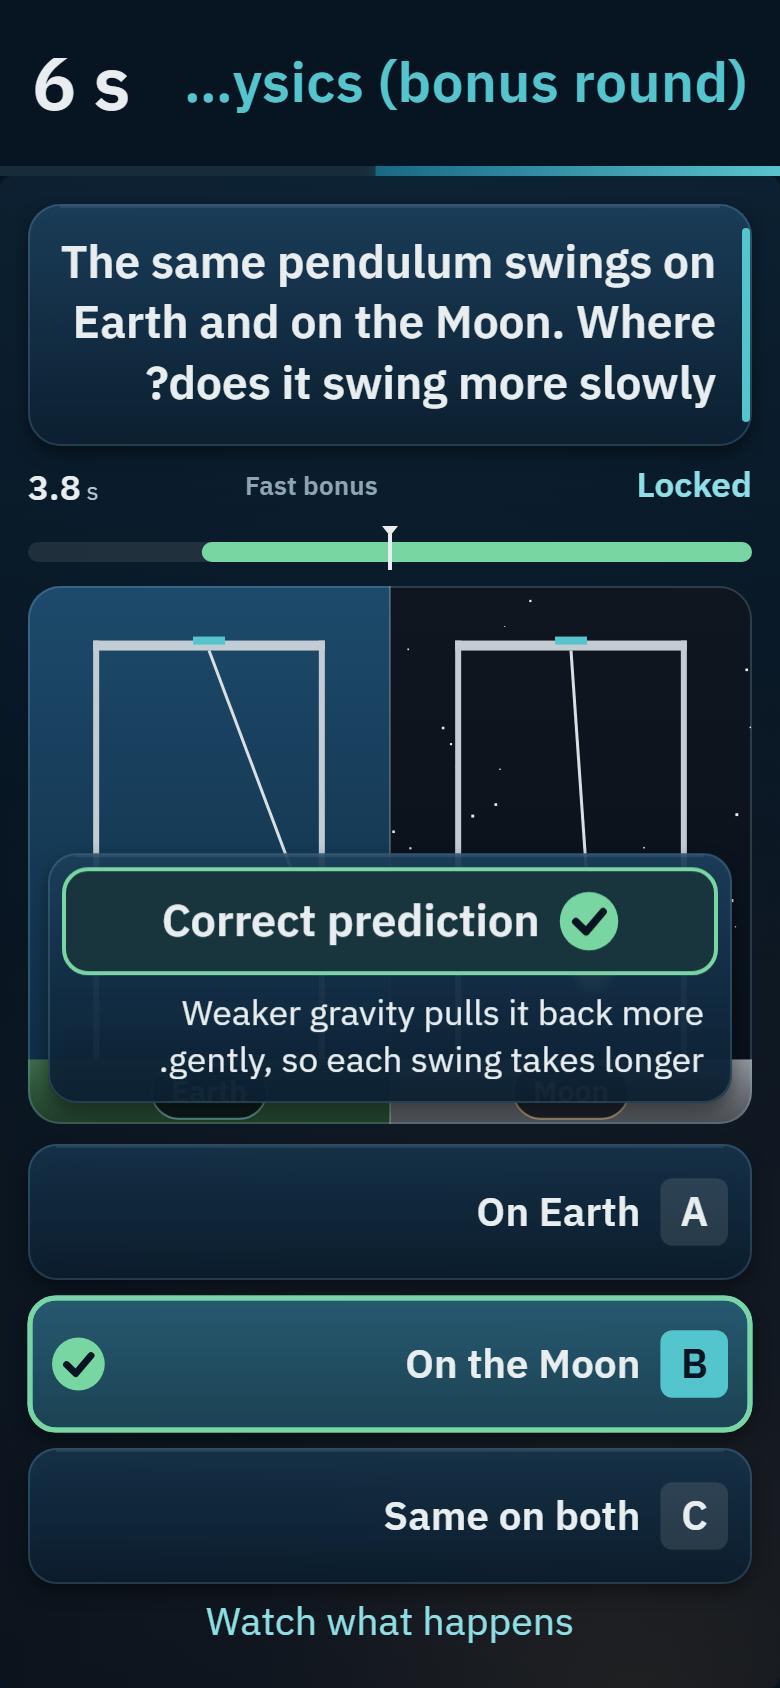 6 s
...ysics (bonus round)
The same pendulum swings on
Earth and on the Moon. Where
?does it swing more slowly
3.8 s
Fast bonus
Locked
Correct prediction
Weaker gravity pulls it back more
.gently, so each swing takes longer
Earth
Moon
On Earth A
On the Moon B
Same on both C
Watch what happens